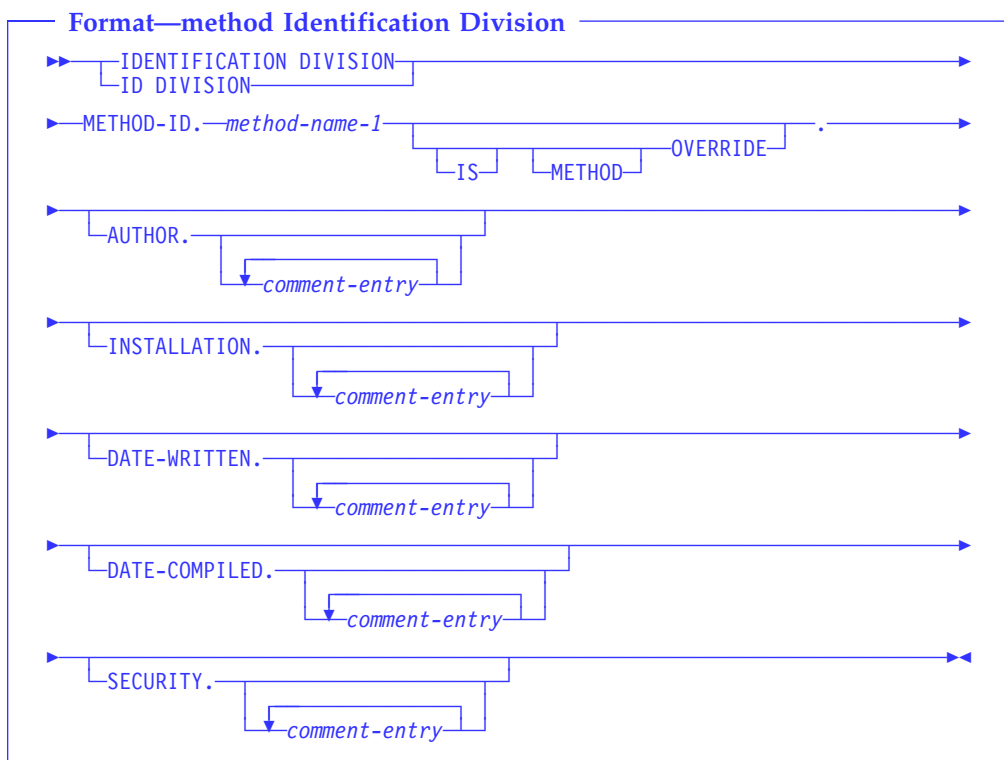 Format—method Identification Division
IDENTIFICATION DIVISION
ID DIVISION
METHOD-ID. method-name-1 .
IS METHOD OVERRIDE
AUTHOR.
comment-entry
INSTALLATION.
comment-entry
DATE-WRITTEN.
comment-entry
DATE-COMPILED.
comment-entry
SECURITY.
comment-entry